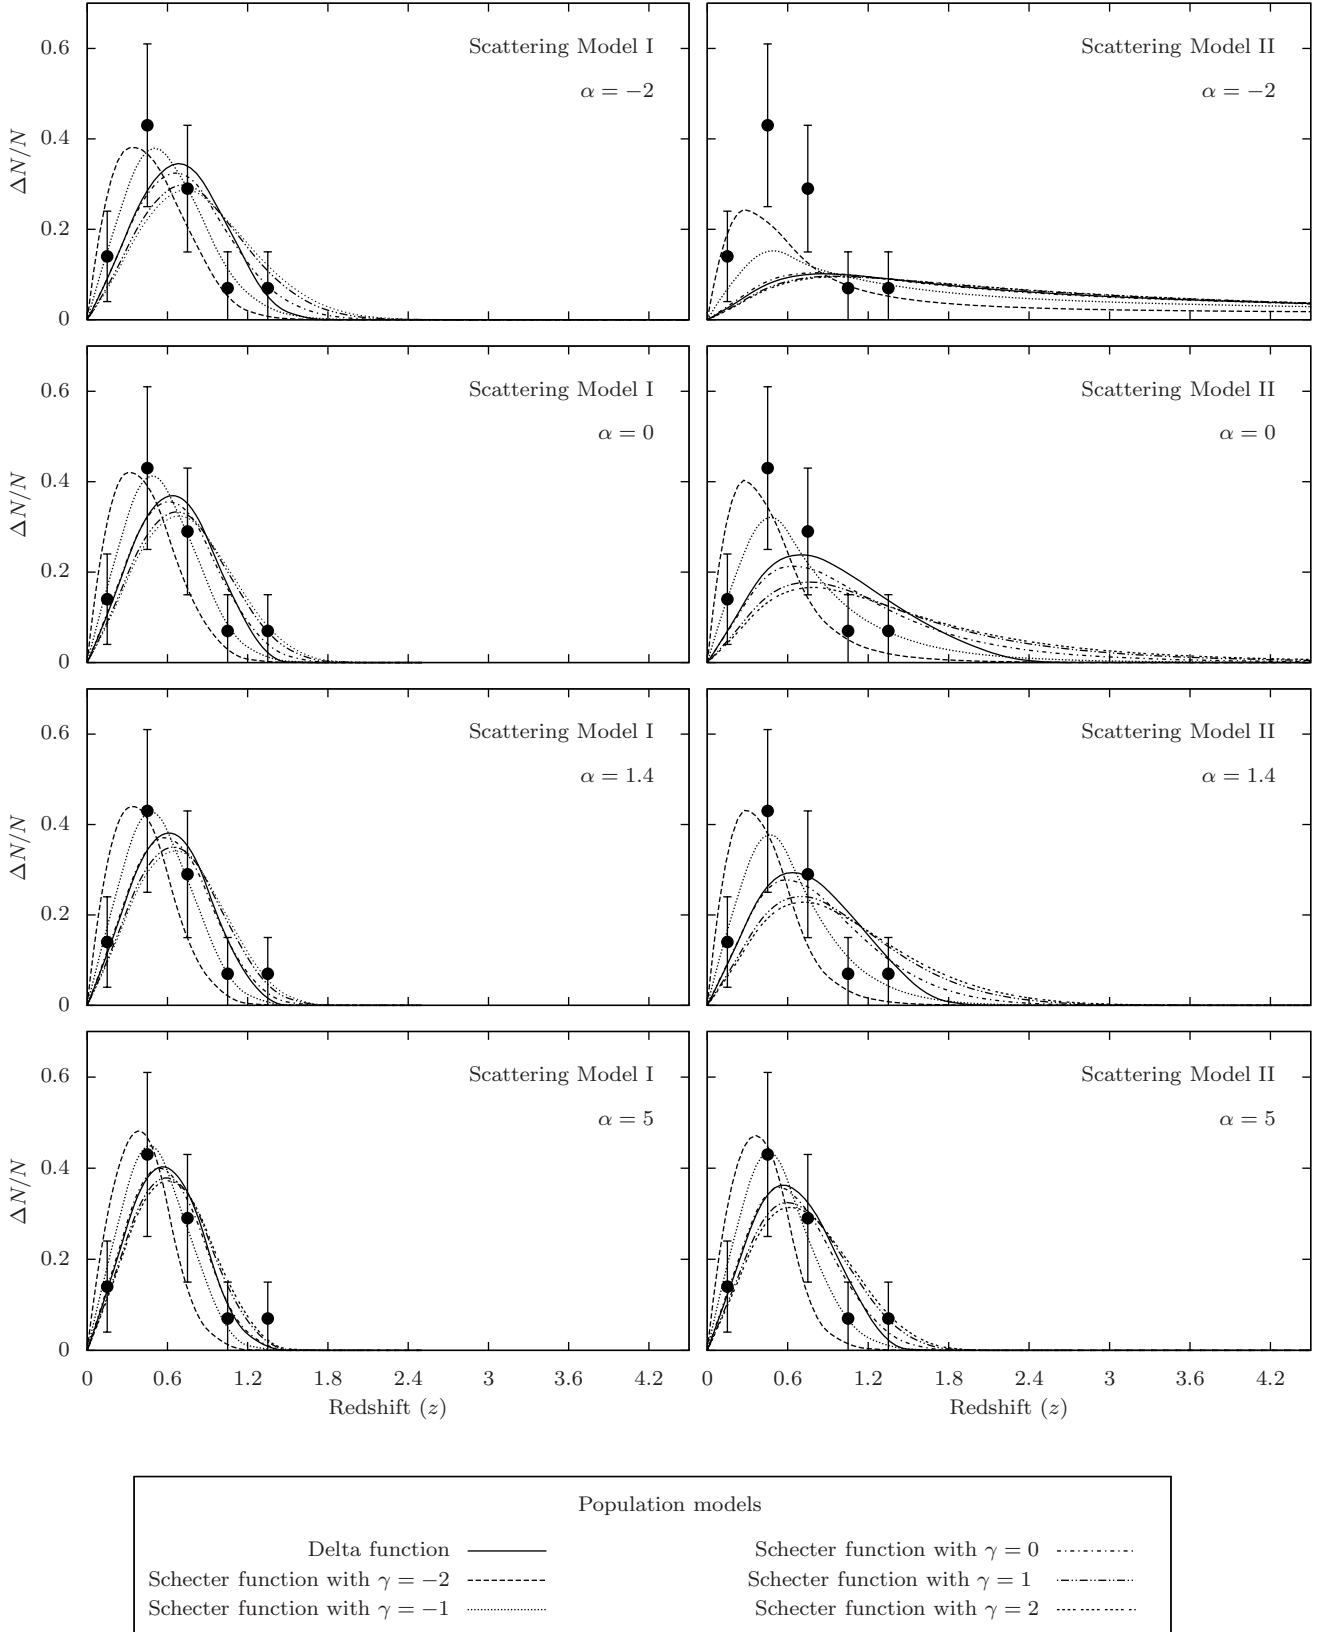 0.6
0.4
0.2
0
ΔN/N
Scattering Model I
α = −2
Scattering Model II
α = −2
0.6
0.4
0.2
0
ΔN/N
Scattering Model I
α = 0
Scattering Model II
α = 0
0.6
0.4
0.2
0
ΔN/N
Scattering Model I
α = 1.4
Scattering Model II
α = 1.4
0.6
0.4
0.2
0
ΔN/N
Scattering Model I
α = 5
Scattering Model II
α = 5
0 0.6 1.2 1.8 2.4 3 3.6 4.2
Redshift (z)
0 0.6 1.2 1.8 2.4 3 3.6 4.2
Redshift (z)
Population models
Delta function
Schecter function with γ = −2
Schecter function with γ = −1
Schecter function with γ = 0
Schecter function with γ = 1
Schecter function with γ = 2